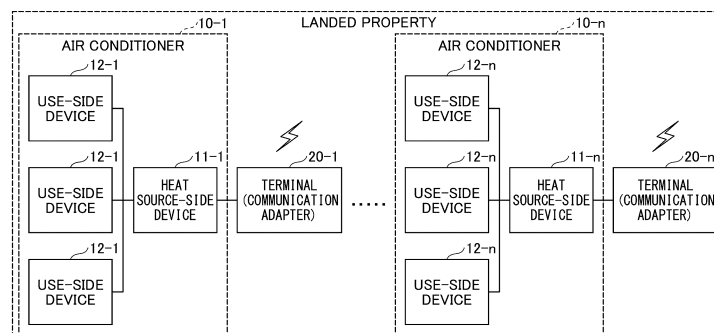 LANDED PROPERTY
10-1
10-n
AIR CONDITIONER
AIR CONDITIONER
12-1
USE-SIDE
DEVICE
12-1
USE-SIDE
DEVICE
12-1
USE-SIDE
DEVICE
11-1
HEAT
SOURCE-SIDE
DEVICE
20-1
TERMINAL
(COMMUNICATION
ADAPTER)
.....
12-n
USE-SIDE
DEVICE
12-n
USE-SIDE
DEVICE
12-n
USE-SIDE
DEVICE
11-n
HEAT
SOURCE-SIDE
DEVICE
20-n
TERMINAL
(COMMUNICATION
ADAPTER)